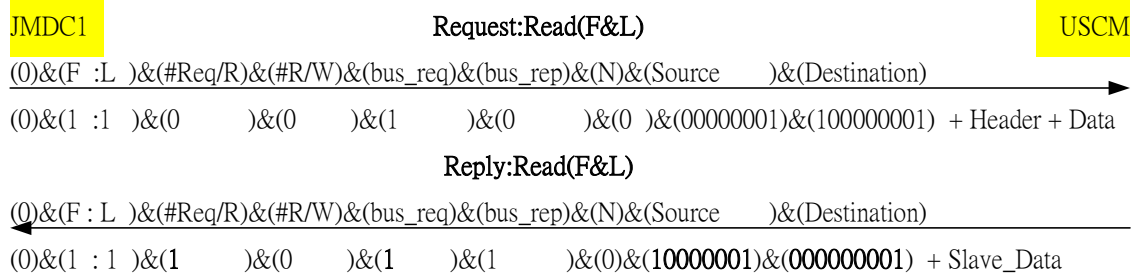 JMDC1 Request:Read(F&L) USCM
(0)&(F :L )&(#Req/R)&(#R/W)&(bus_req)&(bus_rep)&(N)&(Source )&(Destination)
(0)&(1 :1 )&(0 )&(0 )&(1 )&(0 )&(0 )&(00000001)&(100000001) + Header + Data
Reply:Read(F&L)
(0)&(F : L )&(#Req/R)&(#R/W)&(bus_req)&(bus_rep)&(N)&(Source )&(Destination)
(0)&(1 : 1 )&(1 )&(0 )&(1 )&(1 )&(0)&(10000001)&(000000001) + Slave_Data